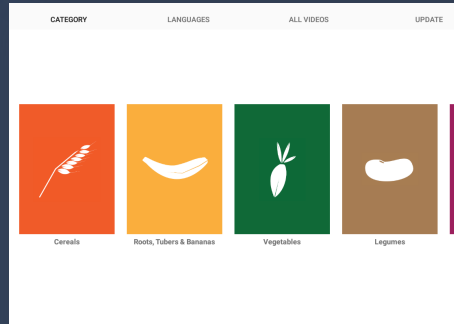 CATEGORY LANGUAGES ALL VIDEOS UPDATE
Cereals Roots, Tubers & Bananas Vegetables Legumes